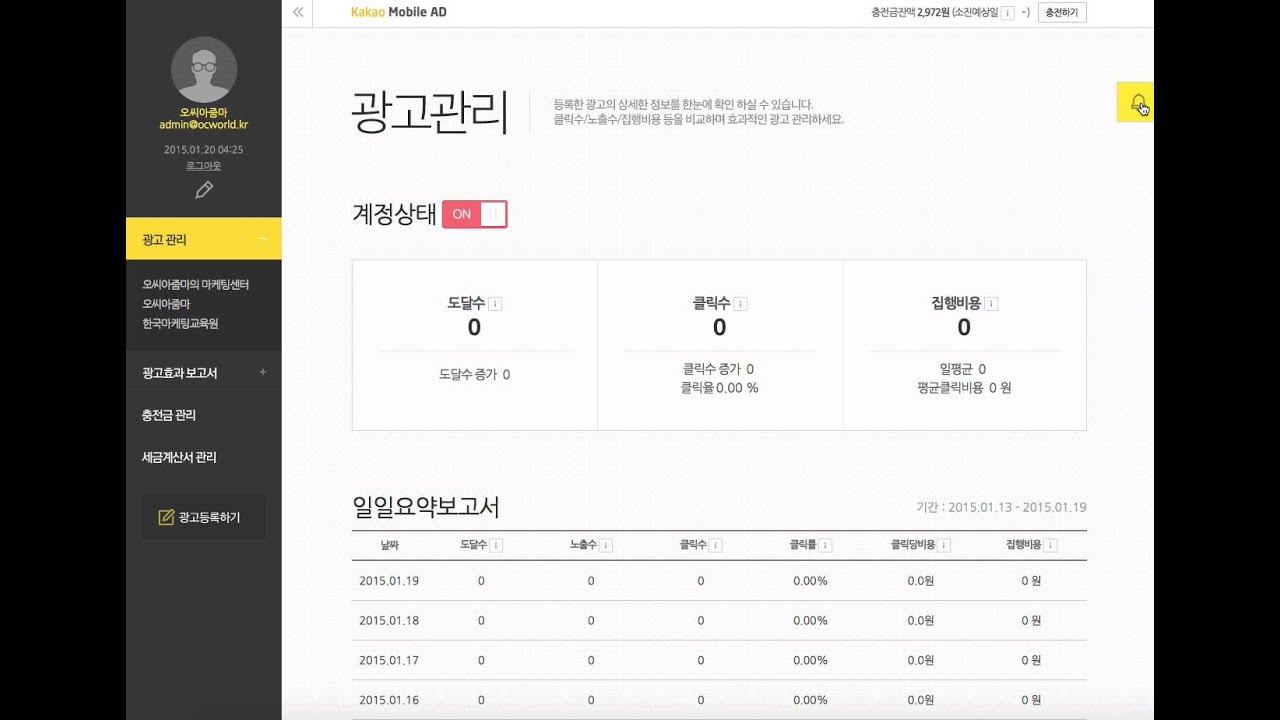 Kakao Mobile AD
충전금잔액 2,972원 (소진예상일 i -) 충전하기
오씨아줌마
admin@ocworld.kr
2015.01.20 04:25
로그아웃
광고 관리 −
오씨아줌마의 마케팅센터
오씨아줌마
한국마케팅교육원
광고효과 보고서 +
충전금 관리
세금계산서 관리
광고등록하기
광고관리
등록한 광고의 상세한 정보를 한눈에 확인 하실 수 있습니다.
클릭수/노출수/집행비용 등을 비교하며 효과적인 광고 관리하세요.
계정상태 ON
도달수 i
0
도달수 증가 0
클릭수 i
0
클릭수 증가 0
클릭율 0.00 %
집행비용 i
0
일평균 0
평균클릭비용 0 원
일일요약보고서 기간 : 2015.01.13 - 2015.01.19
날짜 도달수 i 노출수 i 클릭수 i 클릭률 i 클릭당비용 i 집행비용 i
2015.01.19 0 0 0 0.00% 0.0원 0 원
2015.01.18 0 0 0 0.00% 0.0원 0 원
2015.01.17 0 0 0 0.00% 0.0원 0 원
2015.01.16 0 0 0 0.00% 0.0원 0 원